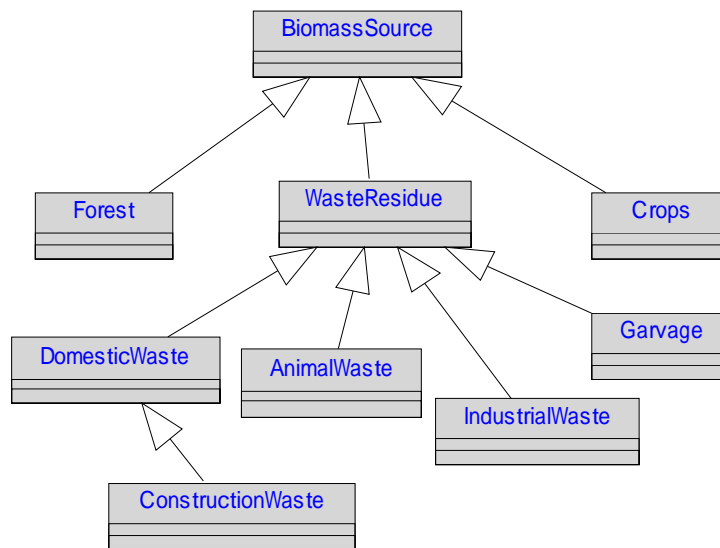 BiomassSource
Forest
WasteResidue
Crops
DomesticWaste
AnimalWaste
Garvage
IndustrialWaste
ConstructionWaste